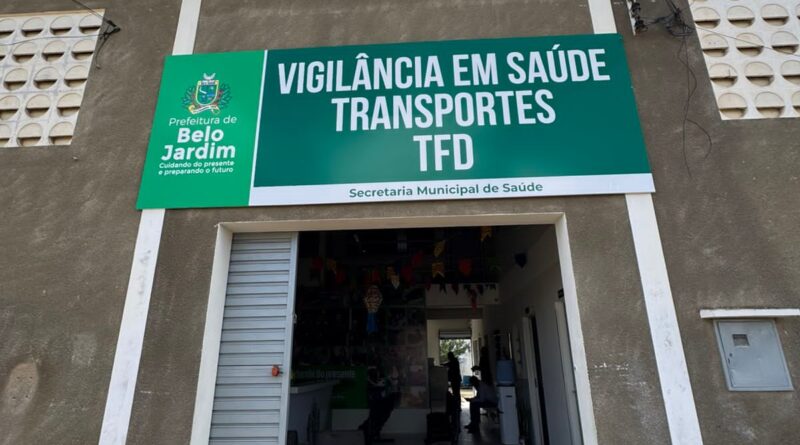 Prefeitura de
Belo
Jardim
Cuidando do presente
e preparando o futuro
VIGILÂNCIA EM SAÚDE
TRANSPORTES
TFD
Secretaria Municipal de Saúde